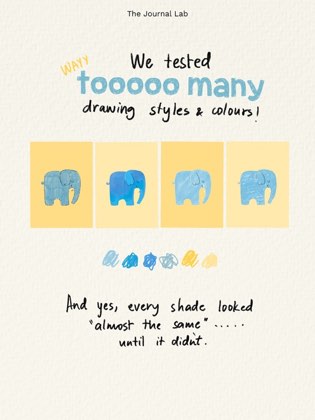 The Journal Lab
We tested
WAYY
tooooo many
drawing styles & colours!
And yes, every shade looked
"almost the same".....
until it didn't.